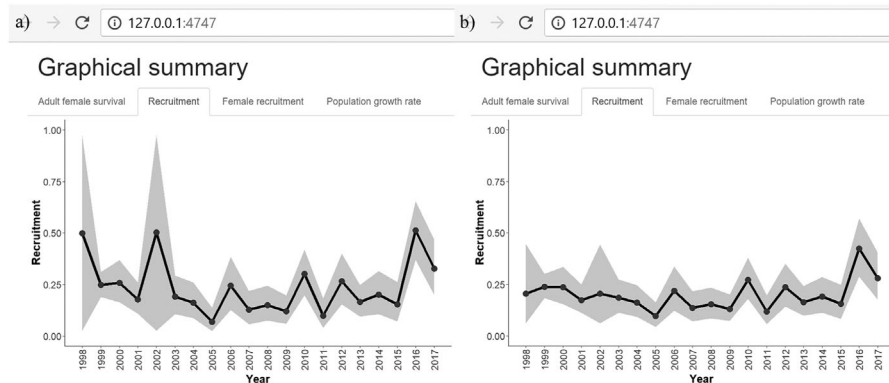 a) 127.0.0.1:4747
Graphical summary
Adult female survival Recruitment Female recruitment Population growth rate
1.00
0.75
0.50
0.25
0.00
Recruitment
1998 1999 2000 2001 2002 2003 2004 2005 2006 2007 2008 2009 2010 2011 2012 2013 2014 2015 2016 2017
Year
b) 127.0.0.1:4747
Graphical summary
Adult female survival Recruitment Female recruitment Population growth rate
1.00
0.75
0.50
0.25
0.00
Recruitment
1998 1999 2000 2001 2002 2003 2004 2005 2006 2007 2008 2009 2010 2011 2012 2013 2014 2015 2016 2017
Year